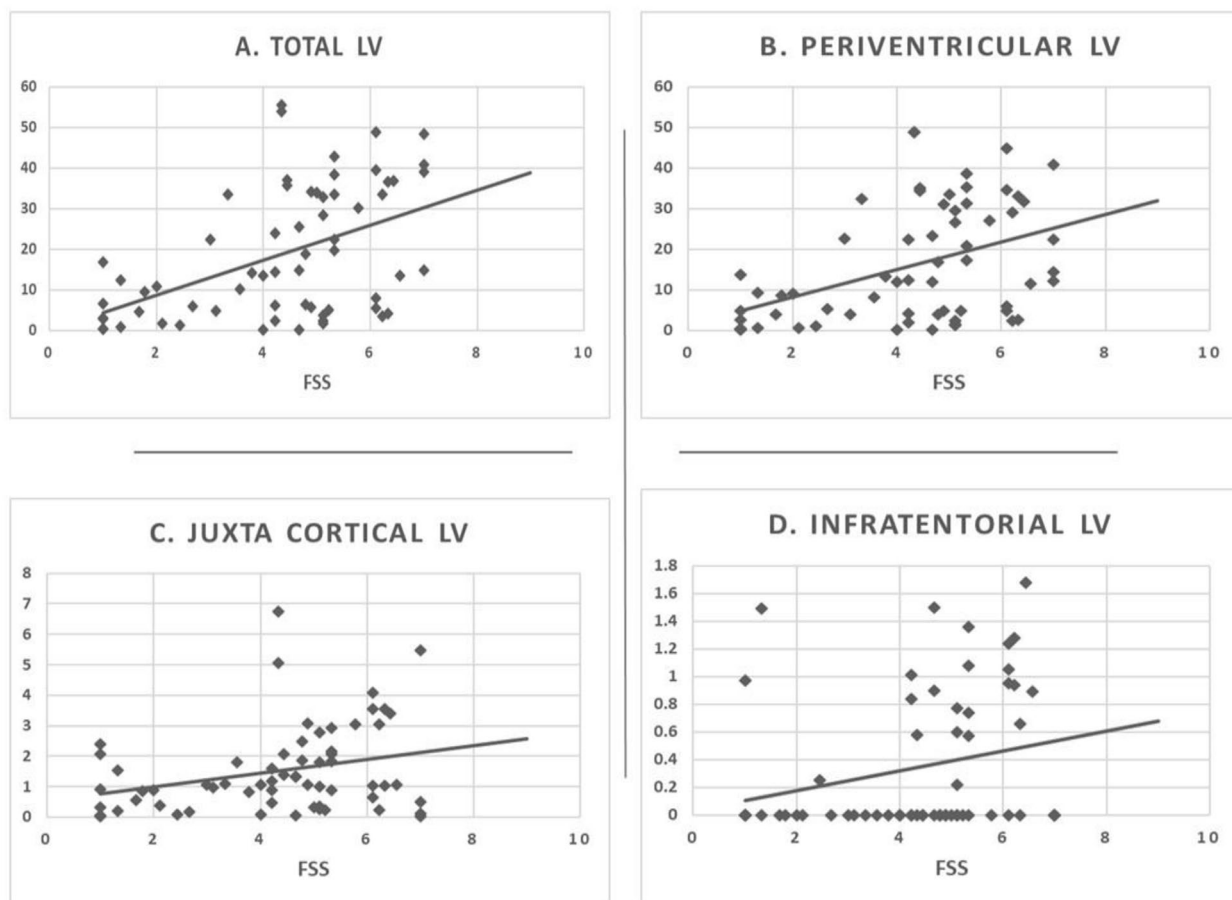 A. TOTAL LV
60
50
40
30
20
10
0
0 2 4 6 8 10
FSS
B. PERIVENTRICULAR LV
60
50
40
30
20
10
0
0 2 4 6 8 10
FSS
C. JUXTA CORTICAL LV
8
7
6
5
4
3
2
1
0
0 2 4 6 8 10
FSS
D. INFRATENTORIAL LV
1.8
1.6
1.4
1.2
1
0.8
0.6
0.4
0.2
0
0 2 4 6 8 10
FSS